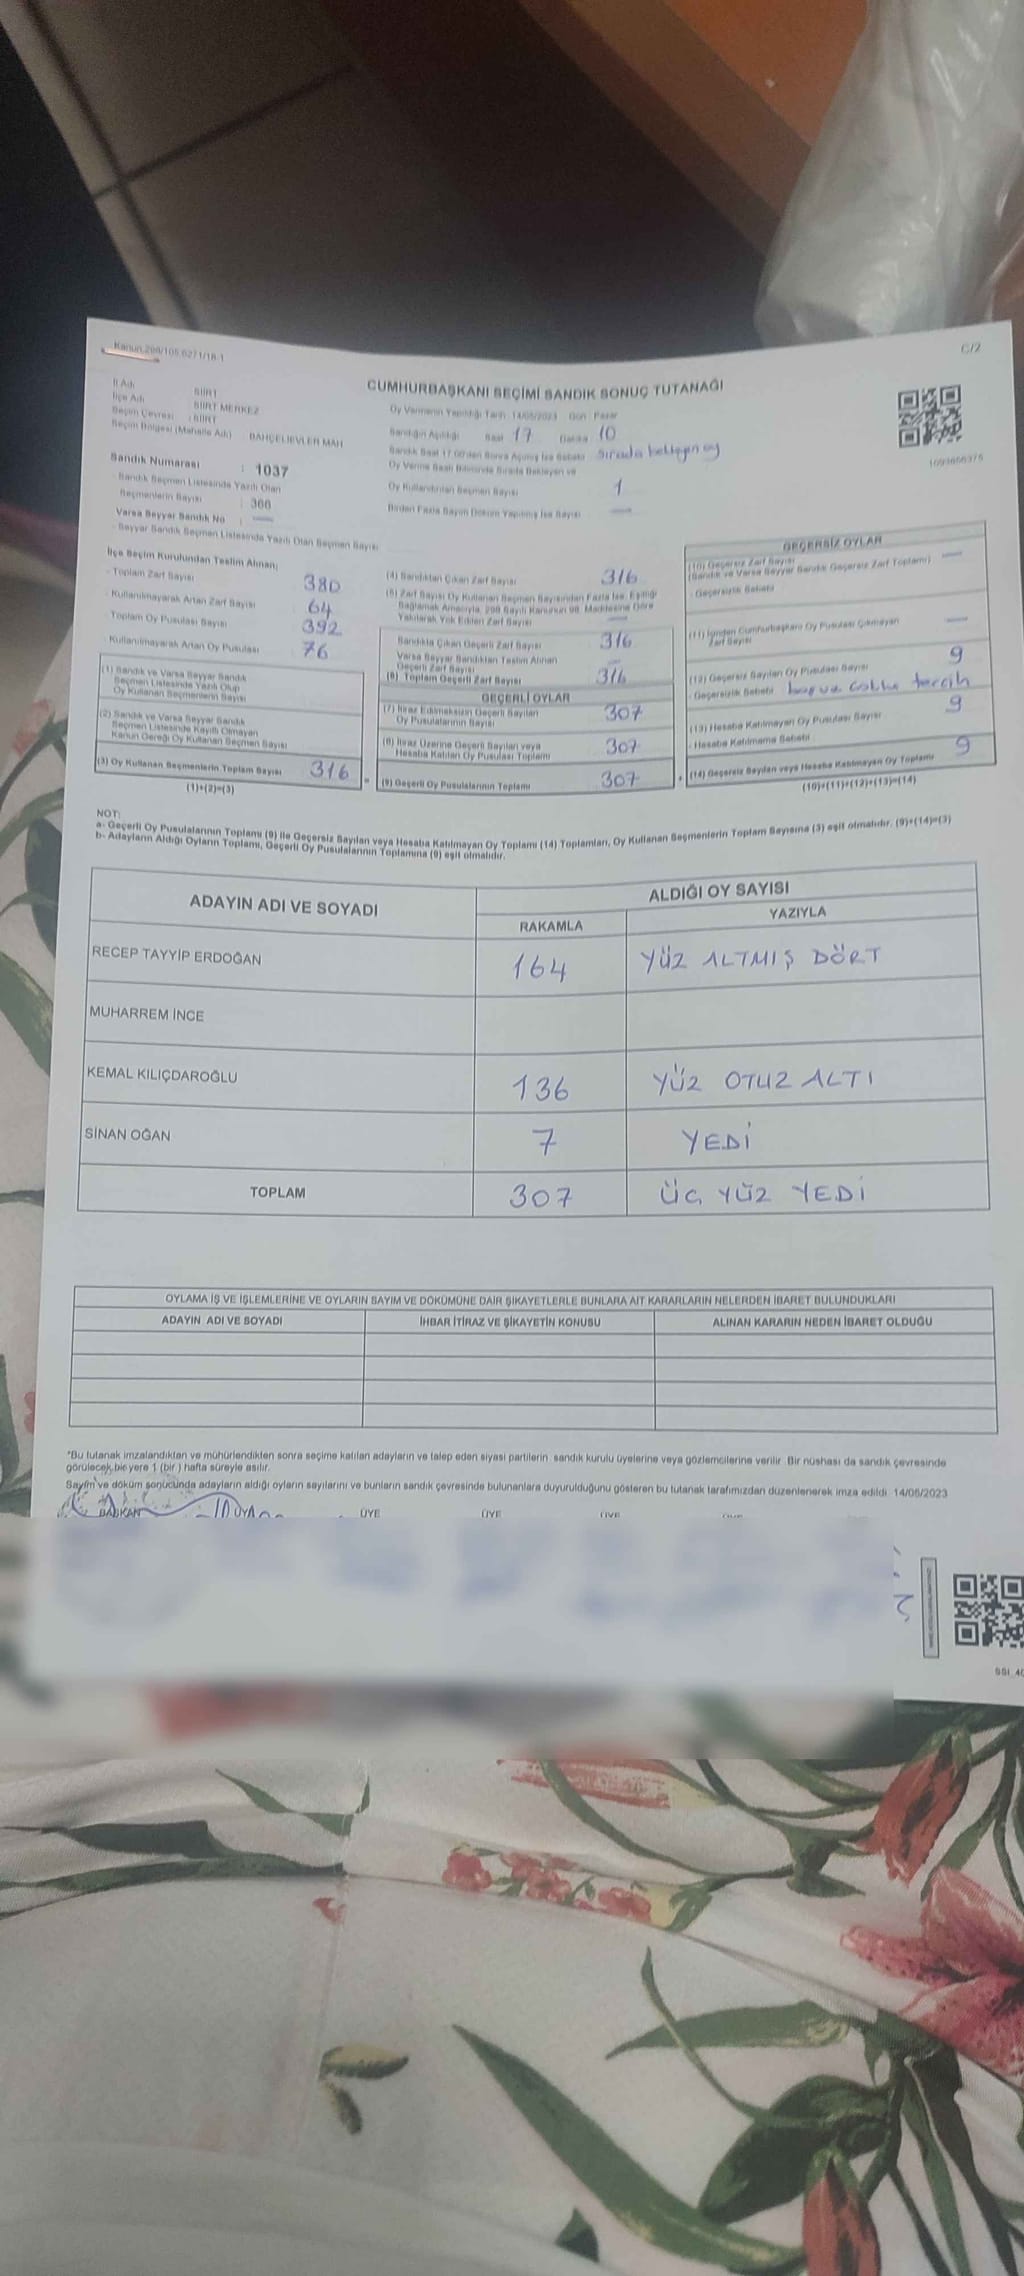 Kanun:298/105,6271/18-1
C/2
CUMHURBAŞKANI SEÇİMİ SANDIK SONUÇ TUTANAĞI
İl Adı : SİİRT
İlçe Adı : SİİRT MERKEZ
Seçim Çevresi : SİİRT
Seçim Bölgesi (Mahalle Adı) : BAHÇELİEVLER MAH
Sandık Numarası : 1037
Sandık Seçmen Listesinde Yazılı Olan
Seçmenlerin Sayısı : 366
Varsa Seyyar Sandık No : —
- Seyyar Sandık Seçmen Listesinde Yazılı Olan Seçmen Sayısı
Oy Vermenin Yapıldığı Tarih: 14/05/2023 Gün: Pazar
Sandığın Açıldığı Saat 17 Dakika 10
Sandık Saat 17.00'den Sonra Açılmış İse Sebebi: Sırada bekleyen oy
Oy Verme Saati Bitiminde Sırada Bekleyen ve
Oy Kullandırılan Seçmen Sayısı 1
Birden Fazla Sayım Döküm Yapılmış İse Sayısı —
1093656375
İlçe Seçim Kurulundan Teslim Alınan;
- Toplam Zarf Sayısı 380
- Kullanılmayarak Artan Zarf Sayısı 64
- Toplam Oy Pusulası Sayısı 392
- Kullanılmayarak Artan Oy Pusulası 76
(1) Sandık ve Varsa Seyyar Sandık
Seçmen Listesinde Yazılı Olup
Oy Kullanan Seçmenlerin Sayısı
(2) Sandık ve Varsa Seyyar Sandık
Seçmen Listesinde Kayıtlı Olmayan
Kanun Gereği Oy Kullanan Seçmen Sayısı
(3) Oy Kullanan Seçmenlerin Toplam Sayısı 316
(1)+(2)=(3)
(4) Sandıktan Çıkan Zarf Sayısı 316
(5) Zarf Sayısı Oy Kullanan Seçmen Sayısından Fazla İse, Eşitliği
Sağlamak Amacıyla, 298 Sayılı Kanunun 98. Maddesine Göre
Yakılarak Yok Edilen Zarf Sayısı —
Sandıkta Çıkan Geçerli Zarf Sayısı 316
Varsa Seyyar Sandıktan Teslim Alınan
Geçerli Zarf Sayısı —
(6) Toplam Geçerli Zarf Sayısı 316
GEÇERLİ OYLAR
(7) İtiraz Edilmeksizin Geçerli Sayılan
Oy Pusulalarının Sayısı 307
(8) İtiraz Üzerine Geçerli Sayılan veya
Hesaba Katılan Oy Pusulası Toplamı 307
(9) Geçerli Oy Pusulalarının Toplamı 307
GEÇERSİZ OYLAR
(10) Geçersiz Zarf Sayısı —
(Sandık ve Varsa Seyyar Sandık Geçersiz Zarf Toplamı)
- Geçersizlik Sebebi
(11) İçinden Cumhurbaşkanı Oy Pusulası Çıkmayan
Zarf Sayısı —
(12) Geçersiz Sayılan Oy Pusulası Sayısı 9
- Geçersizlik Sebebi boş ve çoklu tercih
(13) Hesaba Katılmayan Oy Pusulası Sayısı 9
- Hesaba Katılmama Sebebi
(14) Geçersiz Sayılan veya Hesaba Katılmayan Oy Toplamı 9
(10)+(11)+(12)+(13)=(14)
NOT:
a- Geçerli Oy Pusulalarının Toplamı (9) ile Geçersiz Sayılan veya Hesaba Katılmayan Oy Toplamı (14) Toplamları, Oy Kullanan Seçmenlerin Toplam Sayısına (3) eşit olmalıdır. (9)+(14)=(3)
b- Adayların Aldığı Oyların Toplamı, Geçerli Oy Pusulalarının Toplamına (9) eşit olmalıdır.
ADAYIN ADI VE SOYADI
ALDIĞI OY SAYISI
RAKAMLA YAZIYLA
RECEP TAYYİP ERDOĞAN 164 YÜZ ALTMIŞ DÖRT
MUHARREM İNCE
KEMAL KILIÇDAROĞLU 136 YÜZ OTUZ ALTI
SİNAN OĞAN 7 YEDİ
TOPLAM 307 ÜÇ YÜZ YEDİ
OYLAMA İŞ VE İŞLEMLERİNE VE OYLARIN SAYIM VE DÖKÜMÜNE DAİR ŞİKAYETLERLE BUNLARA AİT KARARLARIN NELERDEN İBARET BULUNDUKLARI
ADAYIN ADI VE SOYADI İHBAR İTİRAZ VE ŞİKAYETİN KONUSU ALINAN KARARIN NEDEN İBARET OLDUĞU
*Bu tutanak imzalandıktan ve mühürlendikten sonra seçime katılan adayların ve talep eden siyasi partilerin sandık kurulu üyelerine veya gözlemcilerine verilir. Bir nüshası da sandık çevresinde
görülecek bir yere 1 (bir ) hafta süreyle asılır.
Sayım ve döküm sonucunda adayların aldığı oyların sayılarını ve bunların sandık çevresinde bulunanlara duyurulduğunu gösteren bu tutanak tarafımızdan düzenlenerek imza edildi. 14/05/2023
BAŞKAN ÜYE ÜYE ÜYE